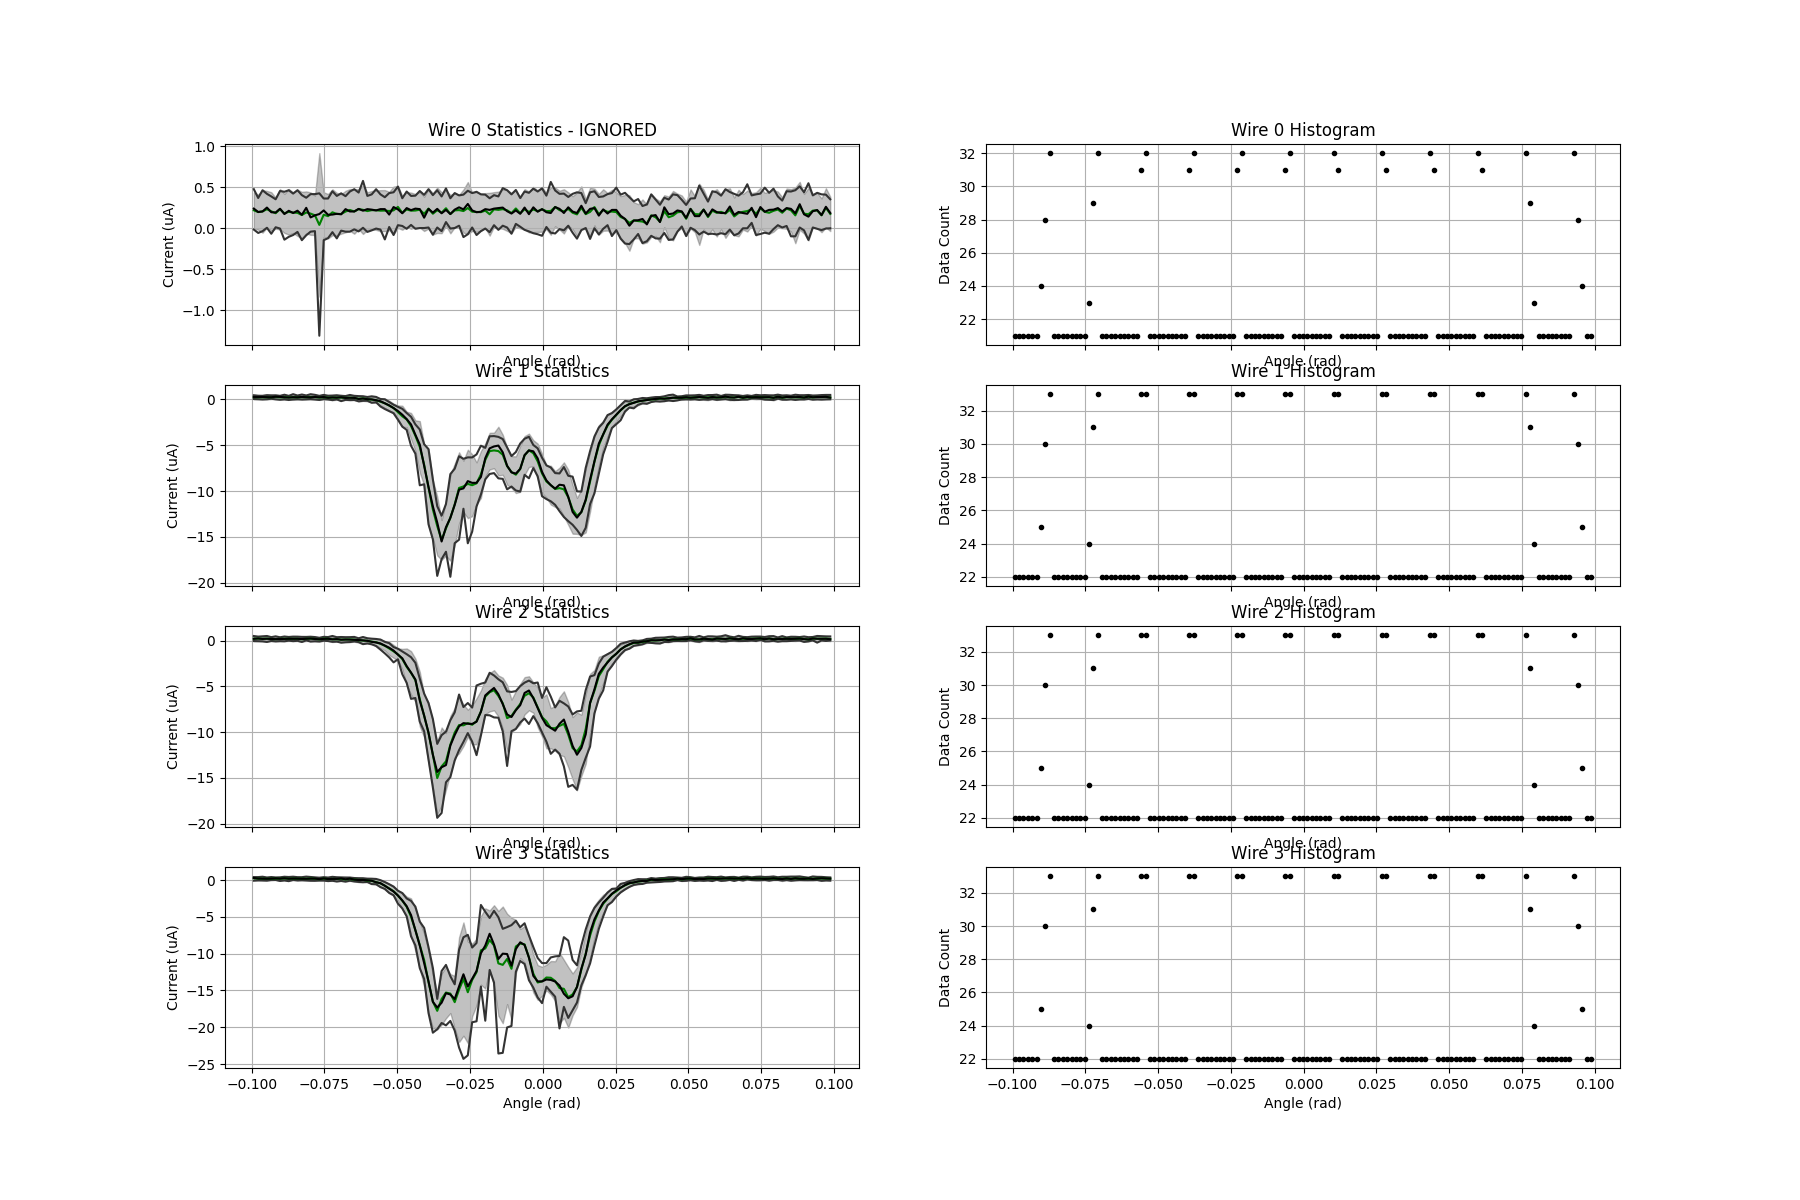 Wire 0 Statistics - IGNORED
Current (uA)
1.0
0.5
0.0
−0.5
−1.0
Angle (rad)
Wire 0 Histogram
Data Count
32
30
28
26
24
22
Angle (rad)
Wire 1 Statistics
Current (uA)
0
−5
−10
−15
−20
Angle (rad)
Wire 1 Histogram
Data Count
32
30
28
26
24
22
Angle (rad)
Wire 2 Statistics
Current (uA)
0
−5
−10
−15
−20
Angle (rad)
Wire 2 Histogram
Data Count
32
30
28
26
24
22
Angle (rad)
Wire 3 Statistics
Current (uA)
0
−5
−10
−15
−20
−25
−0.100 −0.075 −0.050 −0.025 0.000 0.025 0.050 0.075 0.100
Angle (rad)
Wire 3 Histogram
Data Count
32
30
28
26
24
22
−0.100 −0.075 −0.050 −0.025 0.000 0.025 0.050 0.075 0.100
Angle (rad)